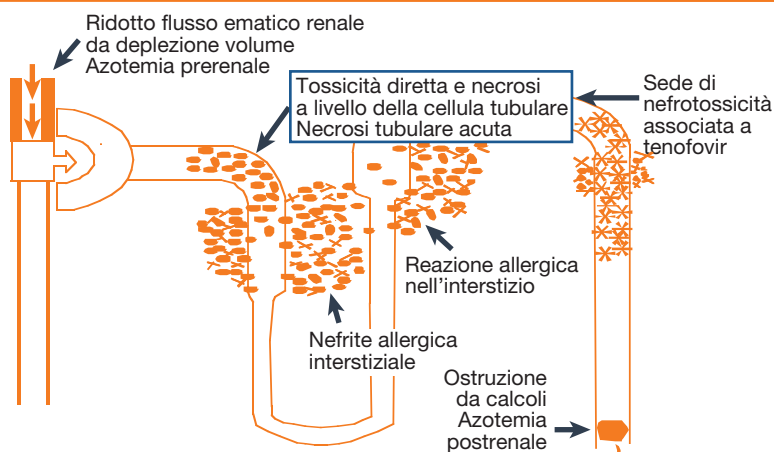 Ridotto flusso ematico renale
da deplezione volume
Azotemia prerenale
Tossicità diretta e necrosi
a livello della cellula tubulare
Necrosi tubulare acuta
Sede di
nefrotossicità
associata a
tenofovir
Reazione allergica
nell'interstizio
Nefrite allergica
interstiziale
Ostruzione
da calcoli
Azotemia
postrenale